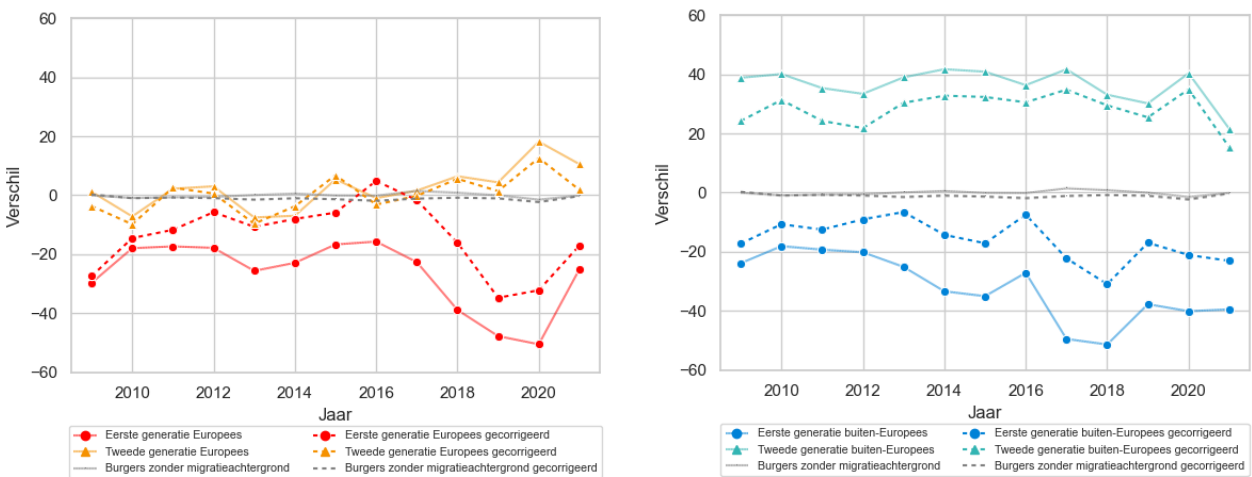 60
40
20
0
−20
−40
−60
Verschil
2010 2012 2014 2016 2018 2020
Jaar
Eerste generatie Europees Eerste generatie Europees gecorrigeerd
Tweede generatie Europees Tweede generatie Europees gecorrigeerd
Burgers zonder migratieachtergrond Burgers zonder migratieachtergrond gecorrigeerd
60
40
20
0
−20
−40
−60
Verschil
2010 2012 2014 2016 2018 2020
Jaar
Eerste generatie buiten-Europees Eerste generatie buiten-Europees gecorrigeerd
Tweede generatie buiten-Europees Tweede generatie buiten-Europees gecorrigeerd
Burgers zonder migratieachtergrond Burgers zonder migratieachtergrond gecorrigeerd